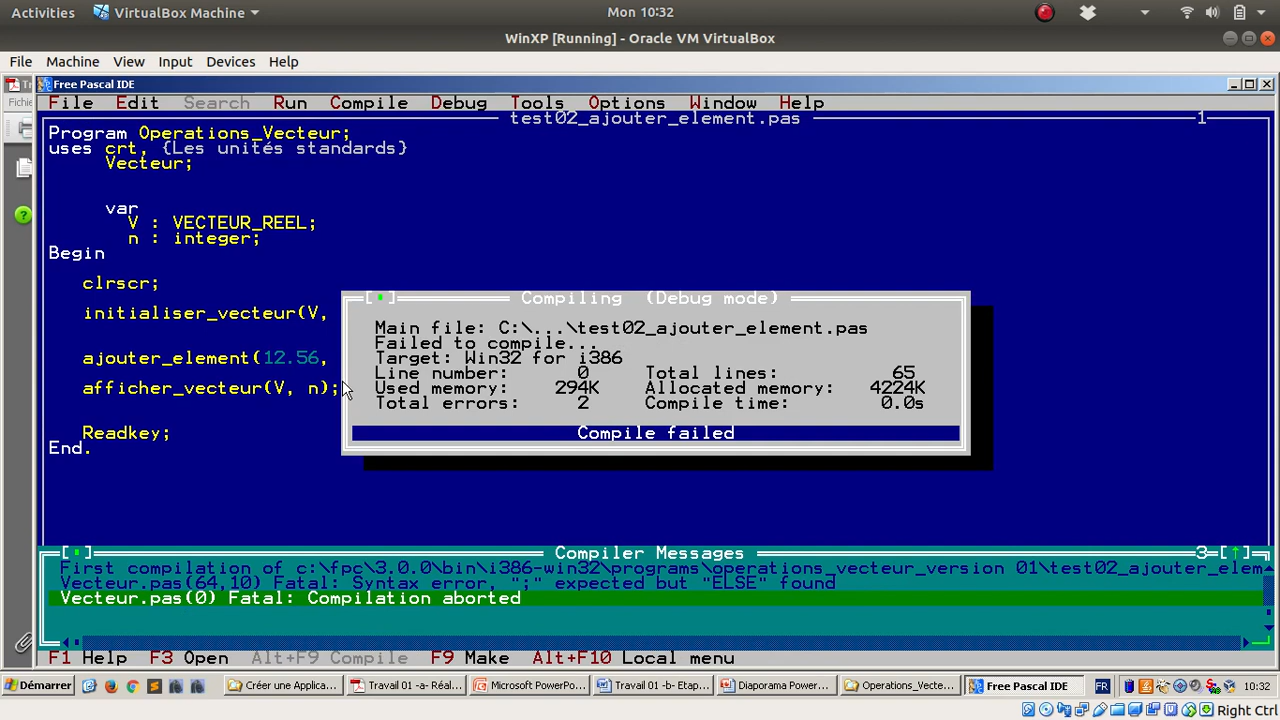 Activities VirtualBox Machine Mon 10:32
WinXP [Running] - Oracle VM VirtualBox
File Machine View Input Devices Help
Free Pascal IDE
Fichie
File Edit Search Run Compile Debug Tools Options Window Help
test02_ajouter_element.pas 1
Program Operations_Vecteur;
uses crt, {Les unités standards}
Vecteur;
var
V : VECTEUR_REEL;
n : integer;
Begin
clrscr;
initialiser_vecteur(V,
ajouter_element(12.56,
afficher_vecteur(V, n);
Readkey;
End.
Compiling (Debug mode)
Main file: C:\...\test02_ajouter_element.pas
Failed to compile...
Target: Win32 for i386
Line number: 0 Total lines: 65
Used memory: 294K Allocated memory: 4224K
Total errors: 2 Compile time: 0.0s
Compile failed
Compiler Messages 3
First compilation of c:\fpc\3.0.0\bin\i386-win32\programs\operations_vecteur_version 01\test02_ajouter_elem
Vecteur.pas(64,10) Fatal: Syntax error, ";" expected but "ELSE" found
Vecteur.pas(0) Fatal: Compilation aborted
F1 Help F3 Open Alt+F9 Compile F9 Make Alt+F10 Local menu
Démarrer Créer une Applica... Travail 01 -a- Réal... Microsoft PowerPo... Travail 01 -b- Etap... Diaporama Power... Operations_Vecte... Free Pascal IDE FR 10:32
Right Ctrl